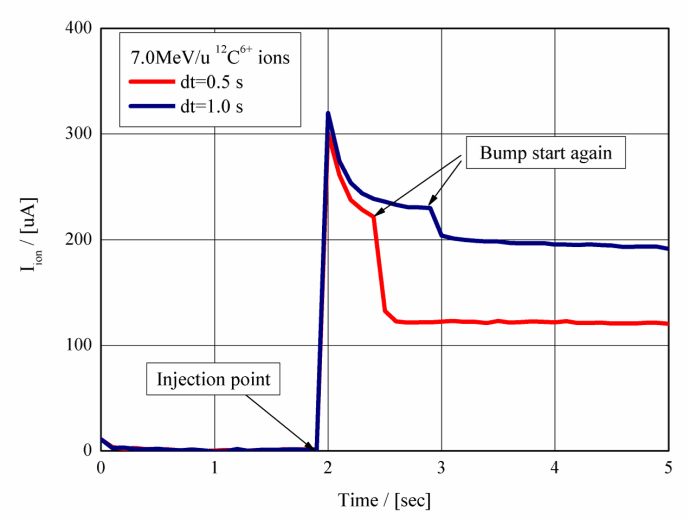 400
300
200
100
0
I_ion / [uA]
7.0MeV/u ¹²C⁶⁺ ions
dt=0.5 s
dt=1.0 s
Bump start again
Injection point
0 1 2 3 4 5
Time / [sec]